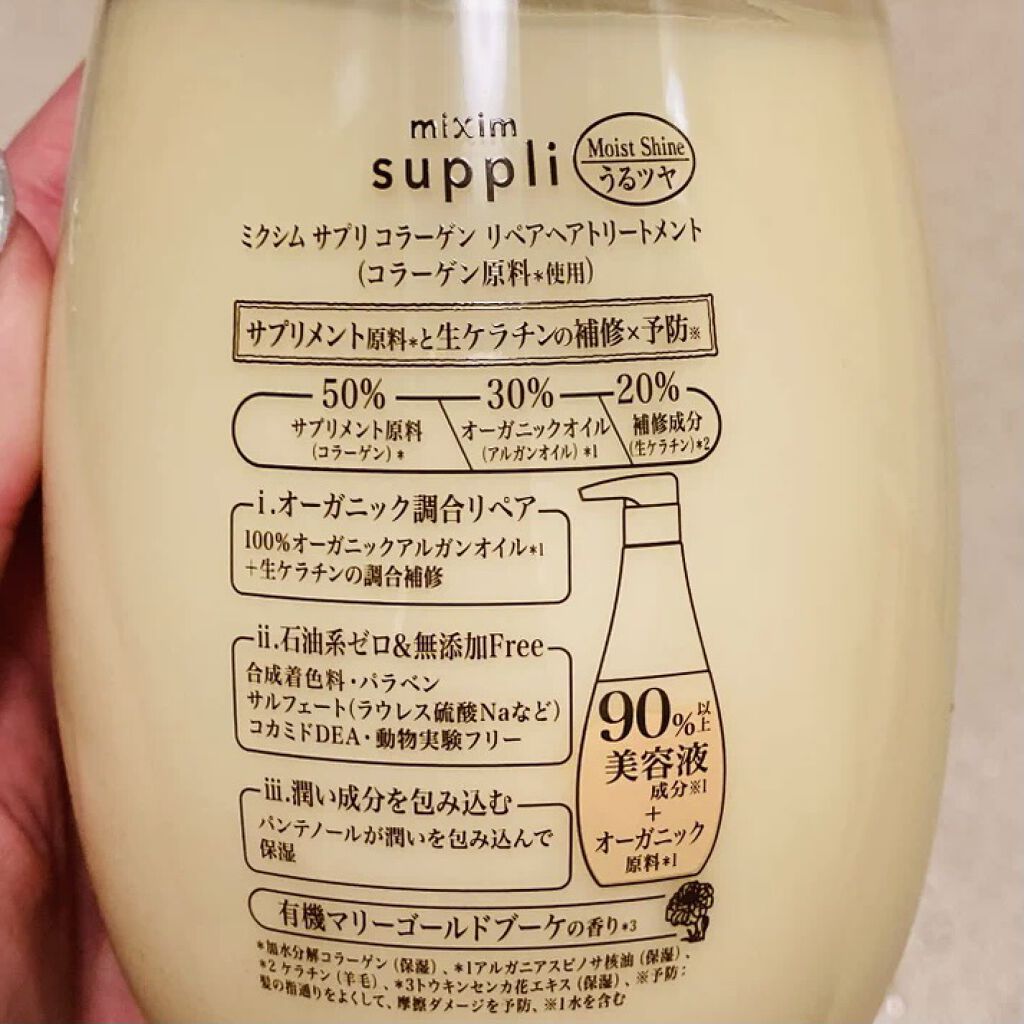 mixim
suppli
Moist Shine
うるツヤ
ミクシム サプリ コラーゲン リペアヘアトリートメント
(コラーゲン原料*使用)
サプリメント原料*と生ケラチンの補修×予防※
50% 30% 20%
サプリメント原料 オーガニックオイル 補修成分
(コラーゲン)* (アルガンオイル)*1 (生ケラチン)*2
i.オーガニック調合リペア
100%オーガニックアルガンオイル*1
+生ケラチンの調合補修
ii.石油系ゼロ&無添加Free
合成着色料・パラベン
サルフェート(ラウレス硫酸Naなど)
コカミドDEA・動物実験フリー
iii.潤い成分を包み込む
パンテノールが潤いを包み込んで
保湿
90%以上
美容液
成分※1
+
オーガニック
原料*1
有機マリーゴールドブーケの香り*3
*加水分解コラーゲン(保湿)、*1アルガニアスピノサ核油(保湿)、
*2 ケラチン(羊毛)、*3トウキンセンカ花エキス(保湿)、※予防:
髪の指通りをよくして、摩擦ダメージを予防、※1水を含む